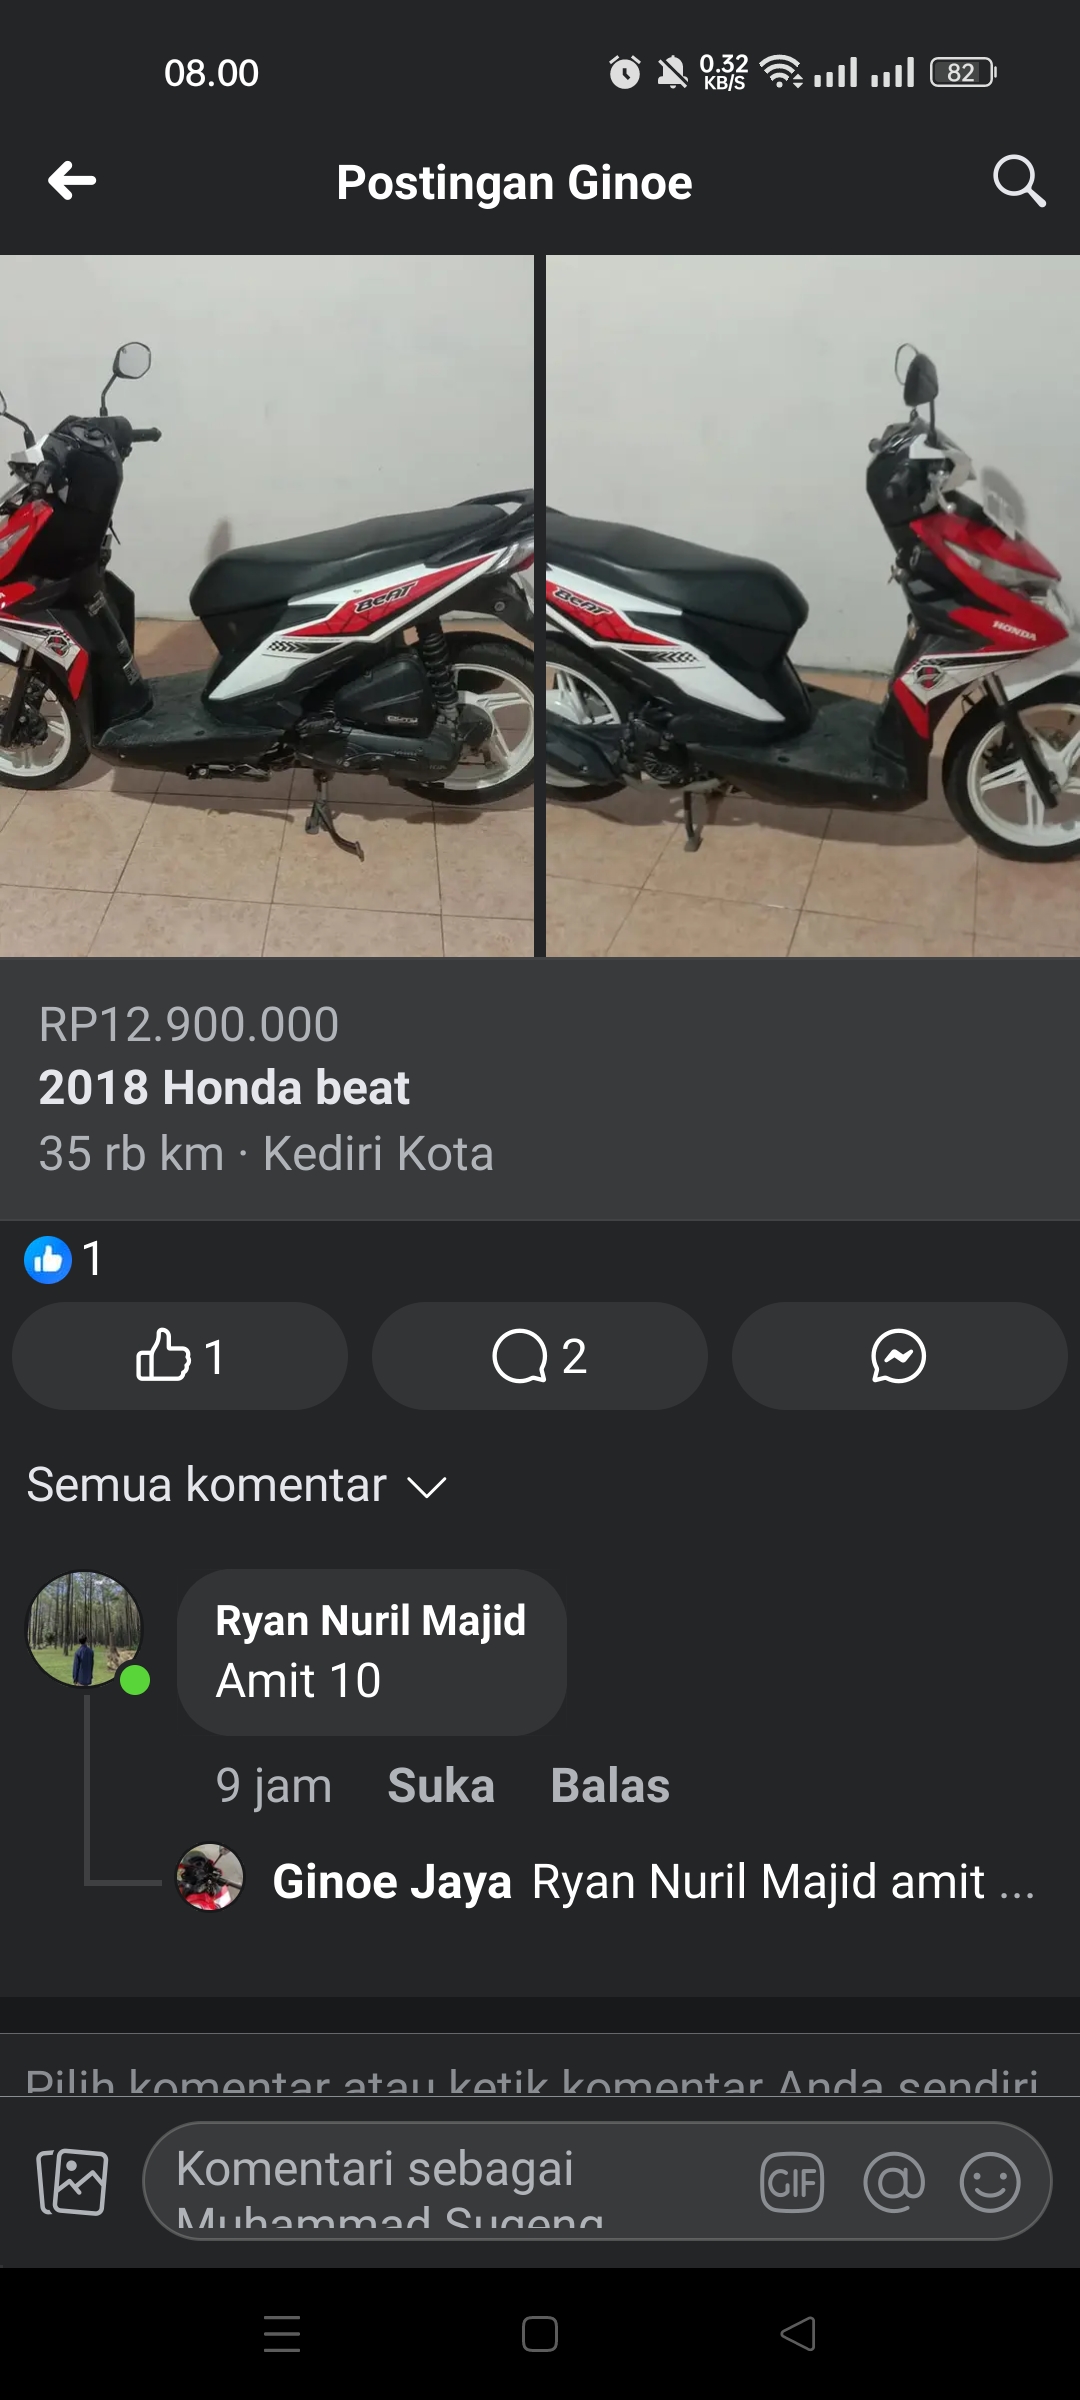 08.00
0.32
KB/S
82
Postingan Ginoe
BeAT
BeAT
HONDA
RP12.900.000
2018 Honda beat
35 rb km · Kediri Kota
1
1
2
Semua komentar
Ryan Nuril Majid
Amit 10
9 jam Suka Balas
Ginoe Jaya Ryan Nuril Majid amit ...
Pilih komentar atau ketik komentar Anda sendiri
Komentari sebagai
Muhammad Sugeng
GIF
@